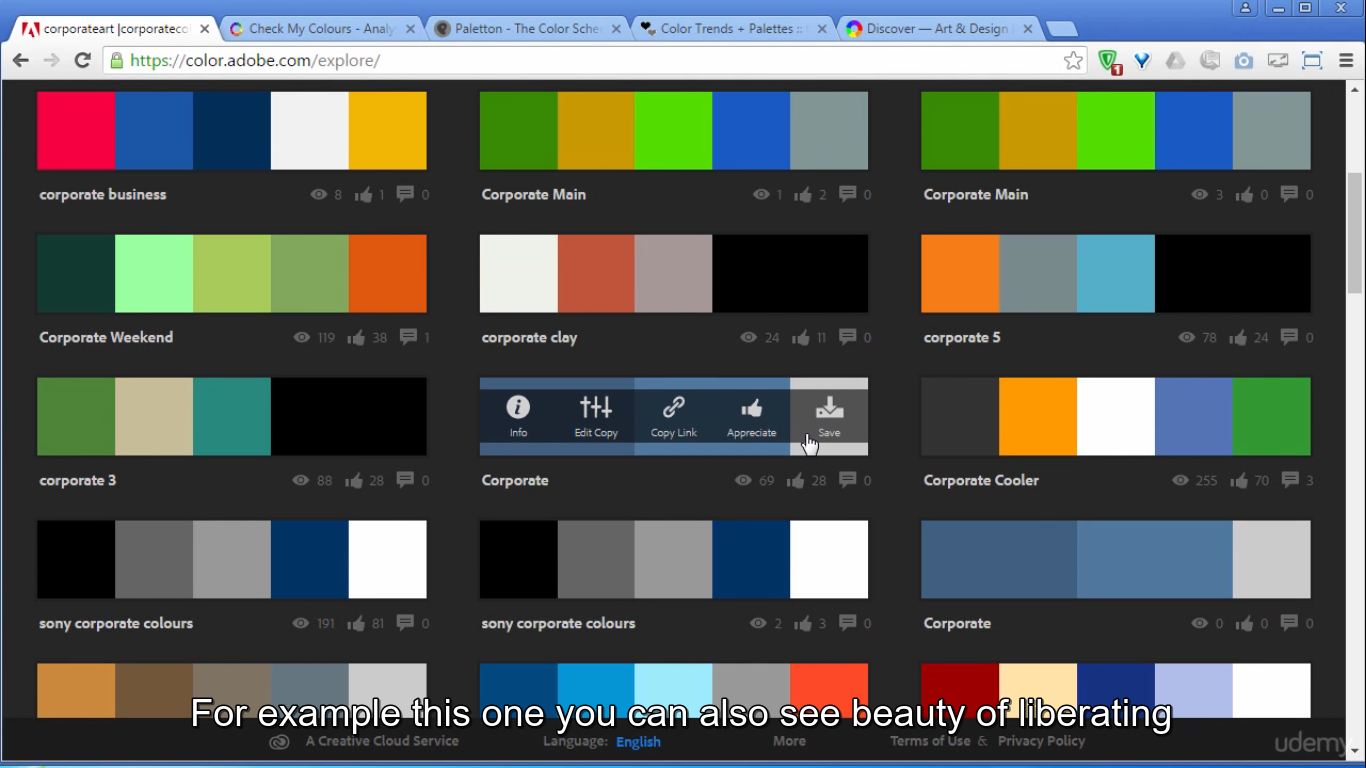 corporateart |corporateco
Check My Colours - Analy
Paletton - The Color Sche
Color Trends + Palettes ::
Discover — Art & Design
https://color.adobe.com/explore/
1
corporate business 8 1 0
Corporate Main 1 2 0
Corporate Main 3 0 0
Corporate Weekend 119 38 1
corporate clay 24 11 0
corporate 5 78 24 0
Info Edit Copy Copy Link Appreciate Save
corporate 3 88 28 0
Corporate 69 28 0
Corporate Cooler 255 70 3
sony corporate colours 191 81 0
sony corporate colours 2 3 0
Corporate 0 0 0
For example this one you can also see beauty of liberating
A Creative Cloud Service Language: English More Terms of Use & Privacy Policy
udemy